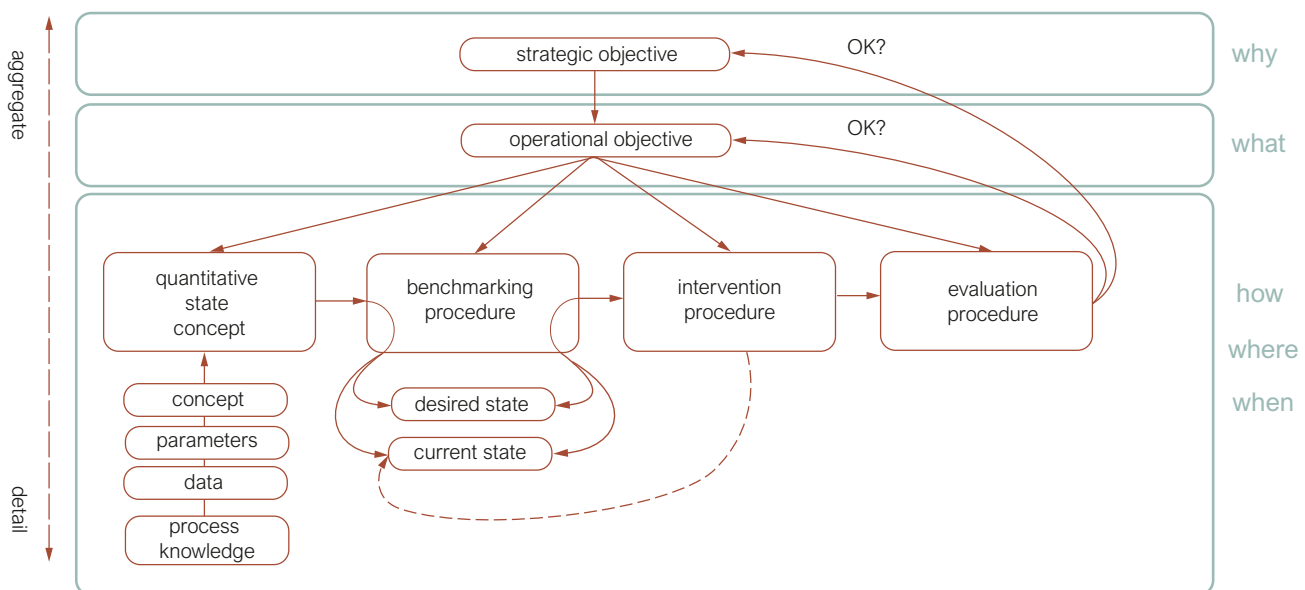 aggregate
detail
strategic objective
OK?
why
operational objective
OK?
what
quantitative
state
concept
benchmarking
procedure
intervention
procedure
evaluation
procedure
how
where
when
concept
parameters
data
process
knowledge
desired state
current state